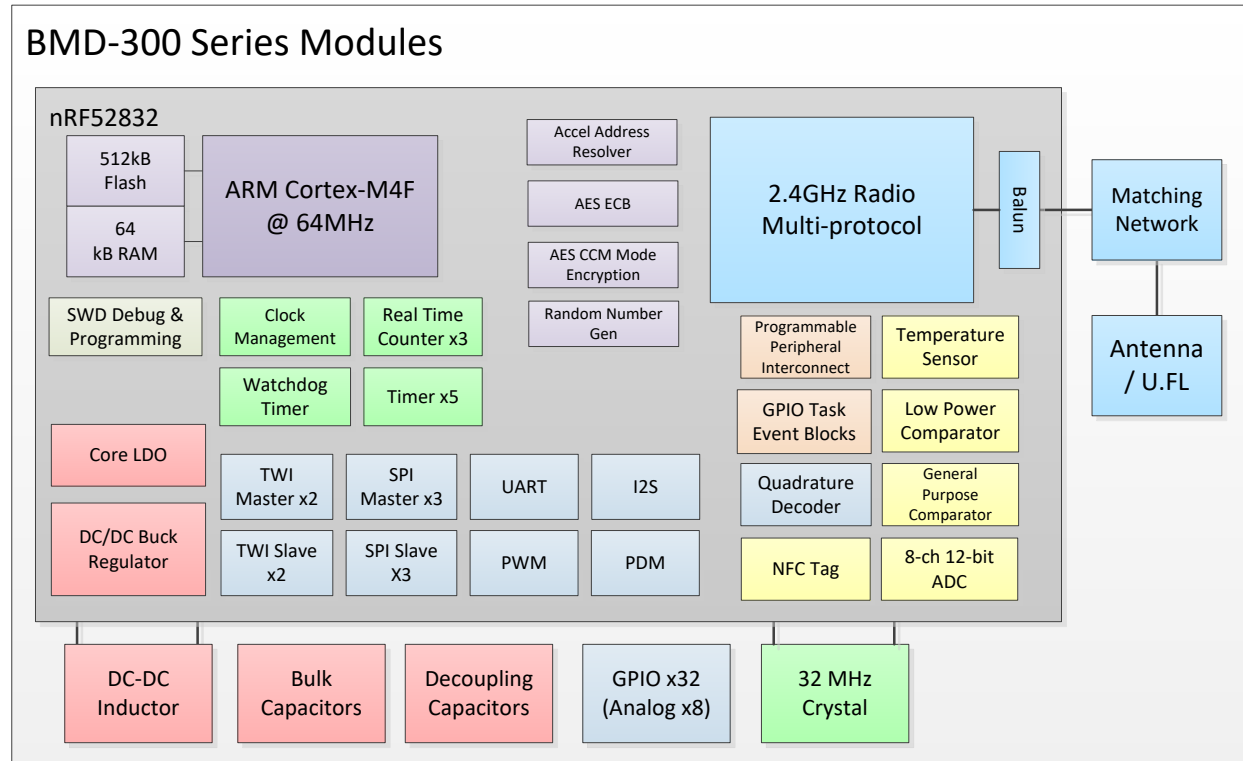 BMD-300 Series Modules
nRF52832
512kB
Flash
64
kB RAM
ARM Cortex-M4F
@ 64MHz
Accel Address
Resolver
AES ECB
AES CCM Mode
Encryption
Random Number
Gen
2.4GHz Radio
Multi-protocol
Balun
Matching
Network
Antenna
/ U.FL
SWD Debug &
Programming
Clock
Management
Real Time
Counter x3
Watchdog
Timer
Timer x5
Programmable
Peripheral
Interconnect
Temperature
Sensor
GPIO Task
Event Blocks
Low Power
Comparator
Core LDO
DC/DC Buck
Regulator
TWI
Master x2
SPI
Master x3
UART
I2S
Quadrature
Decoder
General
Purpose
Comparator
TWI Slave
x2
SPI Slave
X3
PWM
PDM
NFC Tag
8-ch 12-bit
ADC
DC-DC
Inductor
Bulk
Capacitors
Decoupling
Capacitors
GPIO x32
(Analog x8)
32 MHz
Crystal